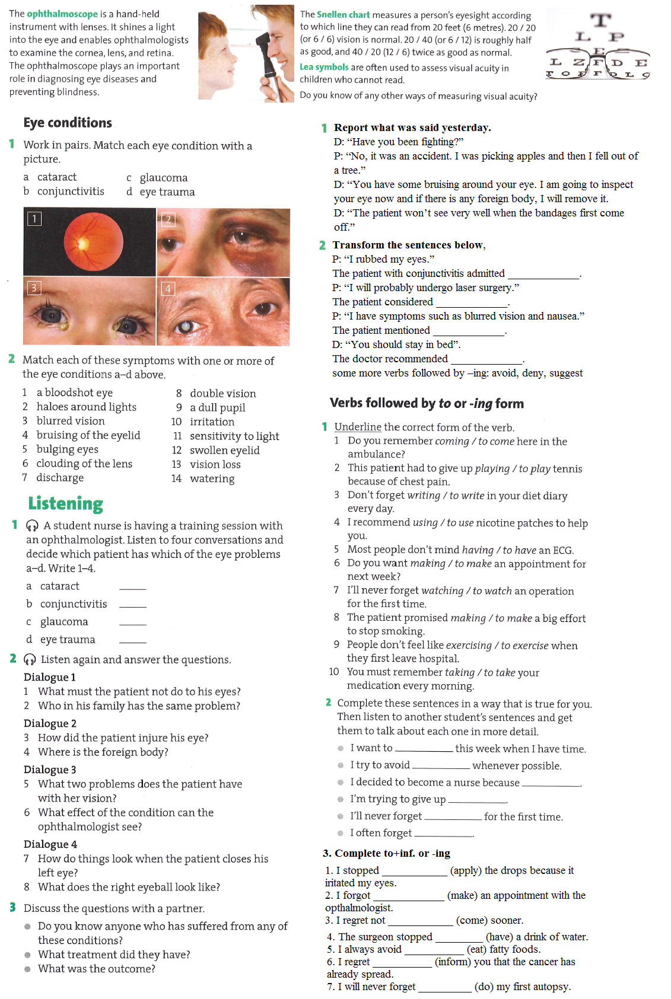 The ophthalmoscope is a hand-held
instrument with lenses. It shines a light
into the eye and enables ophthalmologists
to examine the cornea, lens, and retina.
The ophthalmoscope plays an important
role in diagnosing eye diseases and
preventing blindness.
The Snellen chart measures a person's eyesight according
to which line they can read from 20 feet (6 metres). 20 / 20
(or 6 / 6) vision is normal. 20 / 40 (or 6 / 12) is roughly half
as good, and 40 / 20 (12 / 6) twice as good as normal.
Lea symbols are often used to assess visual acuity in
children who cannot read.
Do you know of any other ways of measuring visual acuity?
T
L P
E
L Z F D E
T O F F D L C
Eye conditions
1 Work in pairs. Match each eye condition with a
picture.
a cataract c glaucoma
b conjunctivitis d eye trauma
1
2
3
4
2 Match each of these symptoms with one or more of
the eye conditions a–d above.
1 a bloodshot eye
2 haloes around lights
3 blurred vision
4 bruising of the eyelid
5 bulging eyes
6 clouding of the lens
7 discharge
8 double vision
9 a dull pupil
10 irritation
11 sensitivity to light
12 swollen eyelid
13 vision loss
14 watering
Listening
1 A student nurse is having a training session with
an ophthalmologist. Listen to four conversations and
decide which patient has which of the eye problems
a–d. Write 1–4.
a cataract _____
b conjunctivitis _____
c glaucoma _____
d eye trauma _____
2 Listen again and answer the questions.
Dialogue 1
1 What must the patient not do to his eyes?
2 Who in his family has the same problem?
Dialogue 2
3 How did the patient injure his eye?
4 Where is the foreign body?
Dialogue 3
5 What two problems does the patient have
with her vision?
6 What effect of the condition can the
ophthalmologist see?
Dialogue 4
7 How do things look when the patient closes his
left eye?
8 What does the right eyeball look like?
3 Discuss the questions with a partner.
● Do you know anyone who has suffered from any of
these conditions?
● What treatment did they have?
● What was the outcome?
1 Report what was said yesterday.
D: “Have you been fighting?”
P: “No, it was an accident. I was picking apples and then I fell out of
a tree.”
D: “You have some bruising around your eye. I am going to inspect
your eye now and if there is any foreign body, I will remove it.
D: “The patient won’t see very well when the bandages first come
off.”
2 Transform the sentences below,
P: “I rubbed my eyes.”
The patient with conjunctivitis admitted ____________.
P: “I will probably undergo laser surgery.”
The patient considered ____________.
P: “I have symptoms such as blurred vision and nausea.”
The patient mentioned ____________.
D: “You should stay in bed”.
The doctor recommended ____________.
some more verbs followed by –ing: avoid, deny, suggest
Verbs followed by to or -ing form
1 Underline the correct form of the verb.
1 Do you remember coming / to come here in the
ambulance?
2 This patient had to give up playing / to play tennis
because of chest pain.
3 Don't forget writing / to write in your diet diary
every day.
4 I recommend using / to use nicotine patches to help
you.
5 Most people don't mind having / to have an ECG.
6 Do you want making / to make an appointment for
next week?
7 I'll never forget watching / to watch an operation
for the first time.
8 The patient promised making / to make a big effort
to stop smoking.
9 People don't feel like exercising / to exercise when
they first leave hospital.
10 You must remember taking / to take your
medication every morning.
2 Complete these sentences in a way that is true for you.
Then listen to another student's sentences and get
them to talk about each one in more detail.
● I want to __________ this week when I have time.
● I try to avoid __________ whenever possible.
● I decided to become a nurse because __________.
● I'm trying to give up __________.
● I'll never forget __________ for the first time.
● I often forget __________.
3. Complete to+inf. or -ing
1. I stopped ___________ (apply) the drops because it
iritated my eyes.
2. I forgot ____________ (make) an appointment with the
opthalmologist.
3. I regret not ___________ (come) sooner.
4. The surgeon stopped ________ (have) a drink of water.
5. I always avoid __________ (eat) fatty foods.
6. I regret __________ (inform) you that the cancer has
already spread.
7. I will never forget _________ (do) my first autopsy.